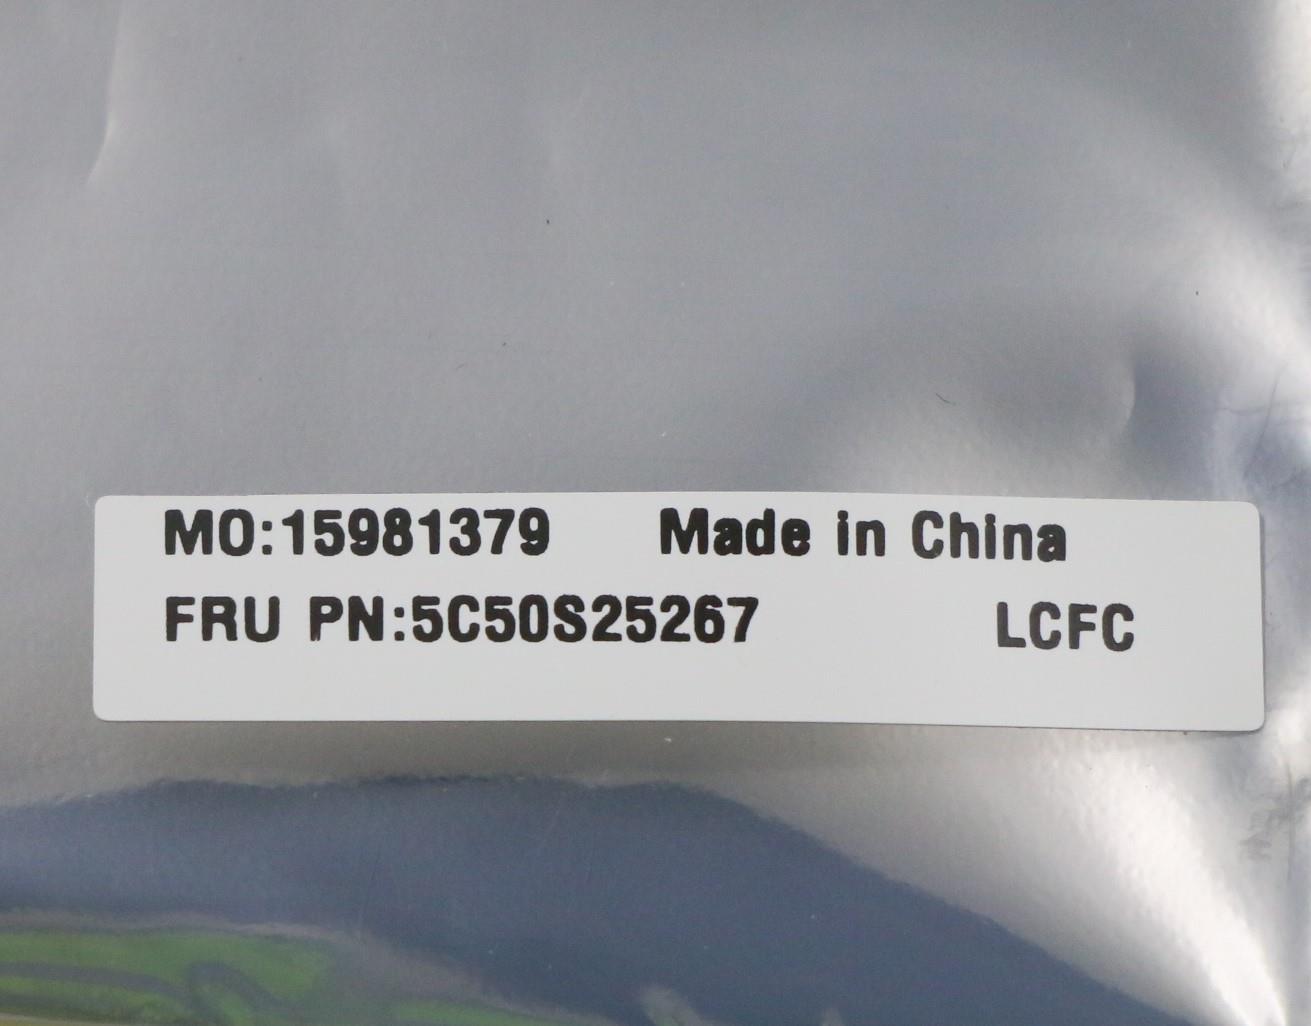 MO:15981379 Made in China
FRU PN:5C50S25267 LCFC